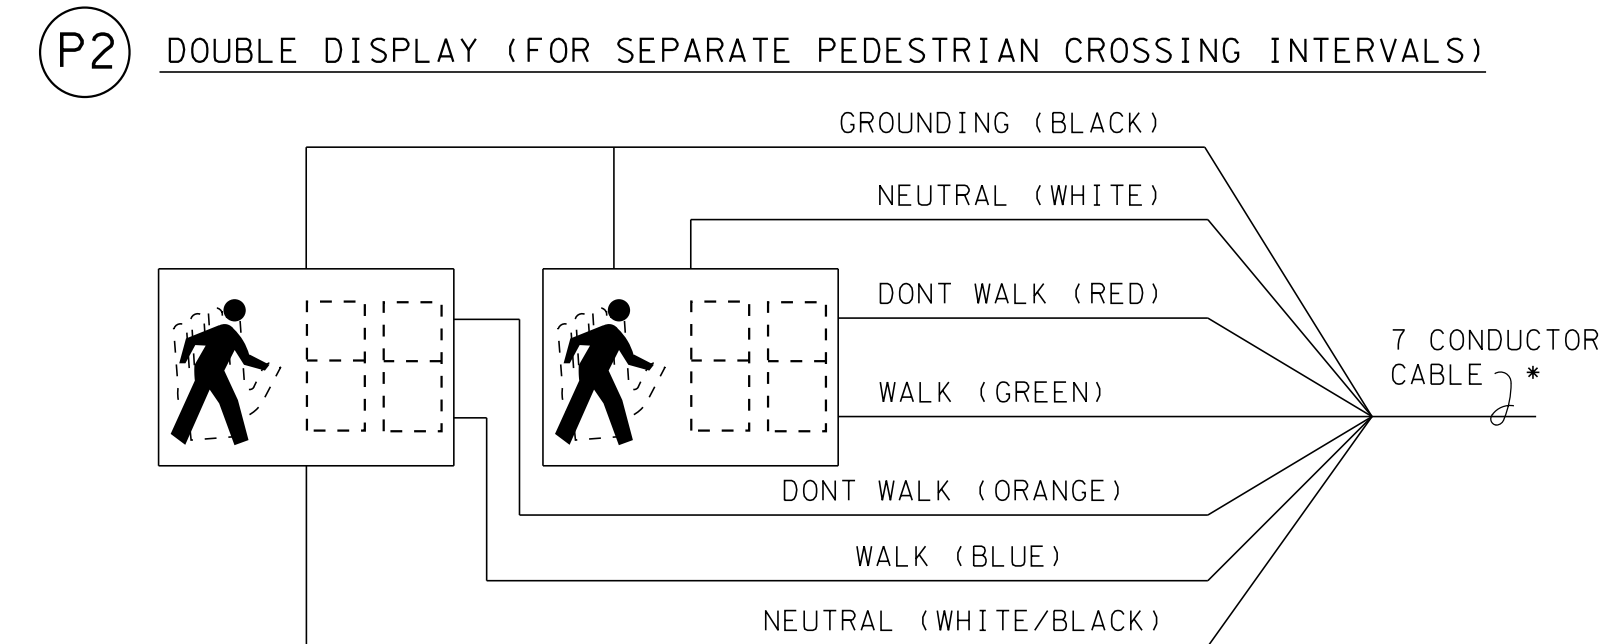 P2 DOUBLE DISPLAY (FOR SEPARATE PEDESTRIAN CROSSING INTERVALS)
GROUNDING (BLACK)
NEUTRAL (WHITE)
DONT WALK (RED)
7 CONDUCTOR
CABLE *
WALK (GREEN)
DONT WALK (ORANGE)
WALK (BLUE)
NEUTRAL (WHITE/BLACK)